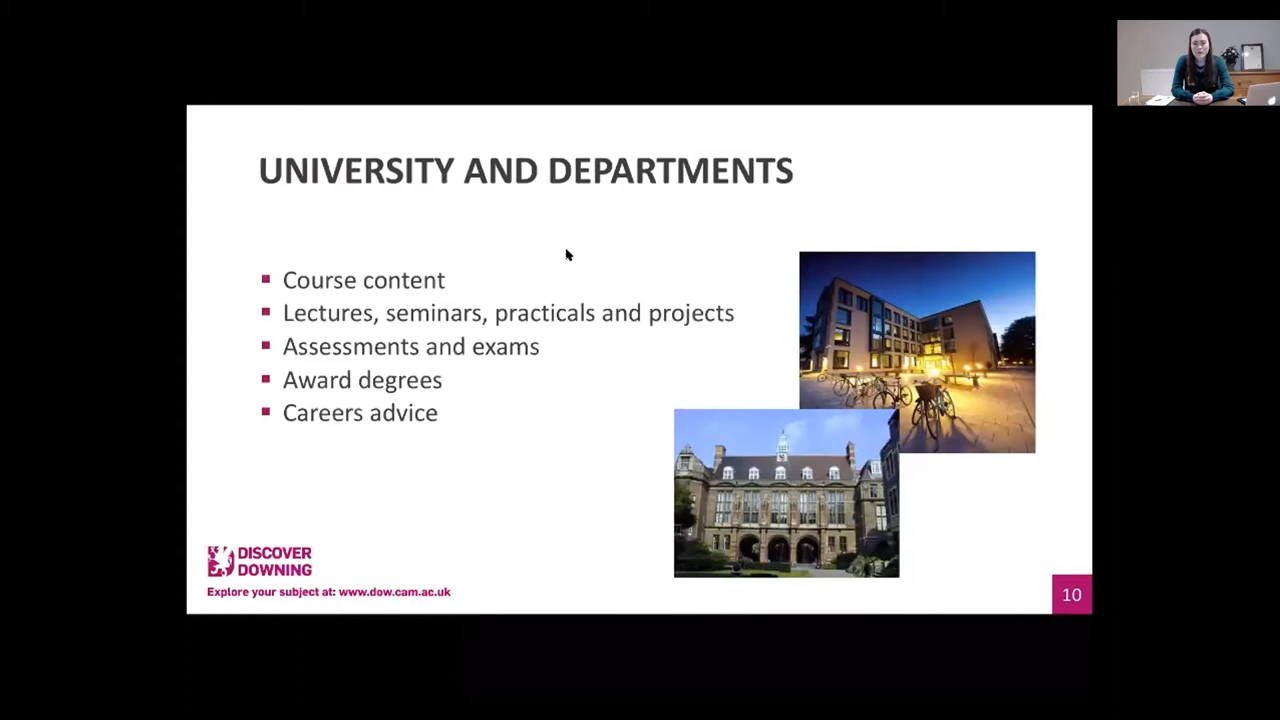 UNIVERSITY AND DEPARTMENTS
Course content
Lectures, seminars, practicals and projects
Assessments and exams
Award degrees
Careers advice
DISCOVER
DOWNING
Explore your subject at: www.dow.cam.ac.uk
10